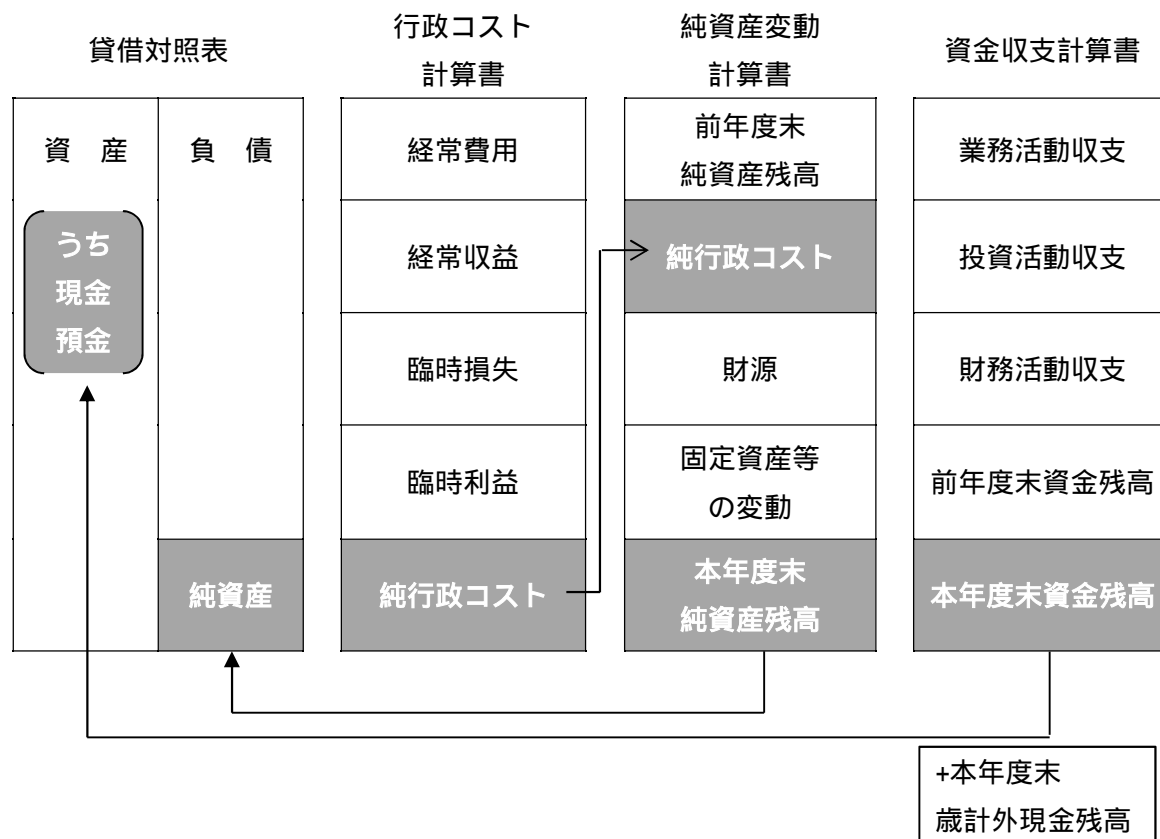 貸借対照表
資　産
負　債
うち
現金
預金
純資産
行政コスト
計算書
経常費用
経常収益
臨時損失
臨時利益
純行政コスト
純資産変動
計算書
前年度末
純資産残高
純行政コスト
財源
固定資産等
の変動
本年度末
純資産残高
資金収支計算書
業務活動収支
投資活動収支
財務活動収支
前年度末資金残高
本年度末資金残高
+本年度末
歳計外現金残高